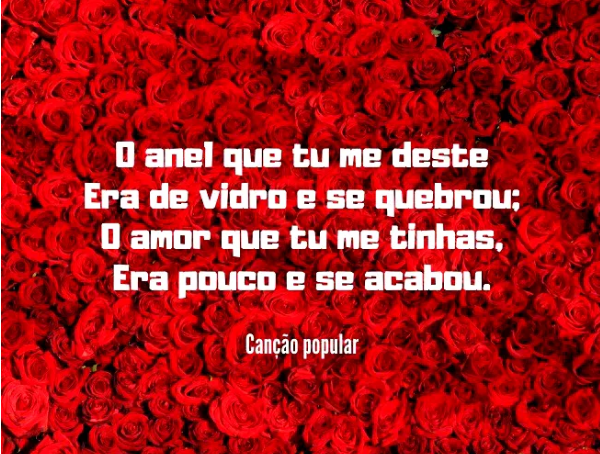 O anel que tu me deste
Era de vidro e se quebrou;
O amor que tu me tinhas,
Era pouco e se acabou.
Canção popular